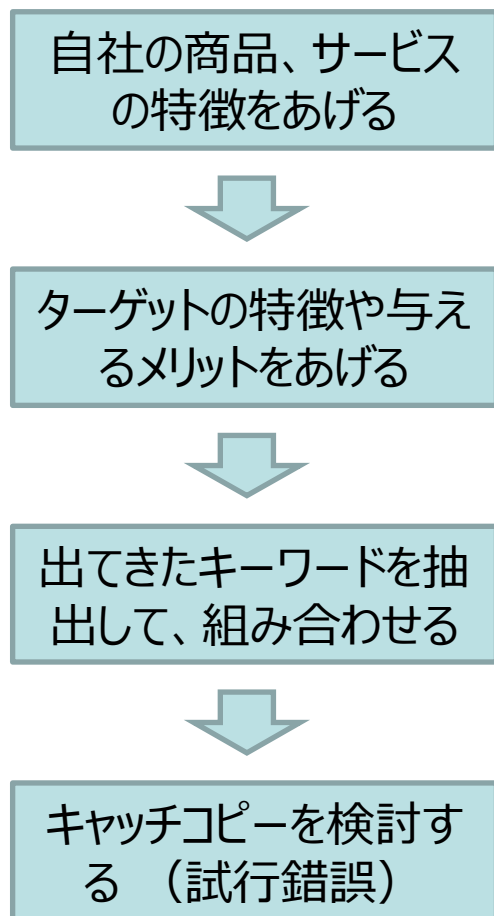 自社の商品、サービス
の特徴をあげる
ターゲットの特徴や与え
るメリットをあげる
出てきたキーワードを抽
出して、組み合わせる
キャッチコピーを検討す
る （試行錯誤）